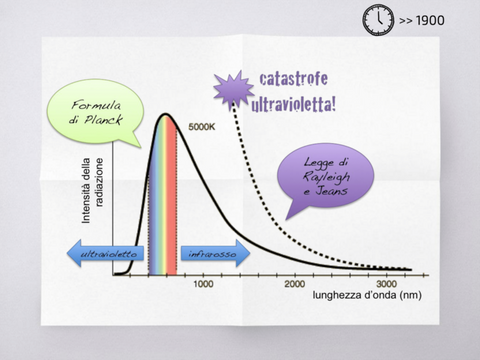 >> 1900
catastrofe
ultravioletta!
Formula
di Planck
5000K
Legge di
Rayleigh
e Jeans
Intensità della
radiazione
ultravioletto
infrarosso
1000
2000
3000
lunghezza d'onda (nm)